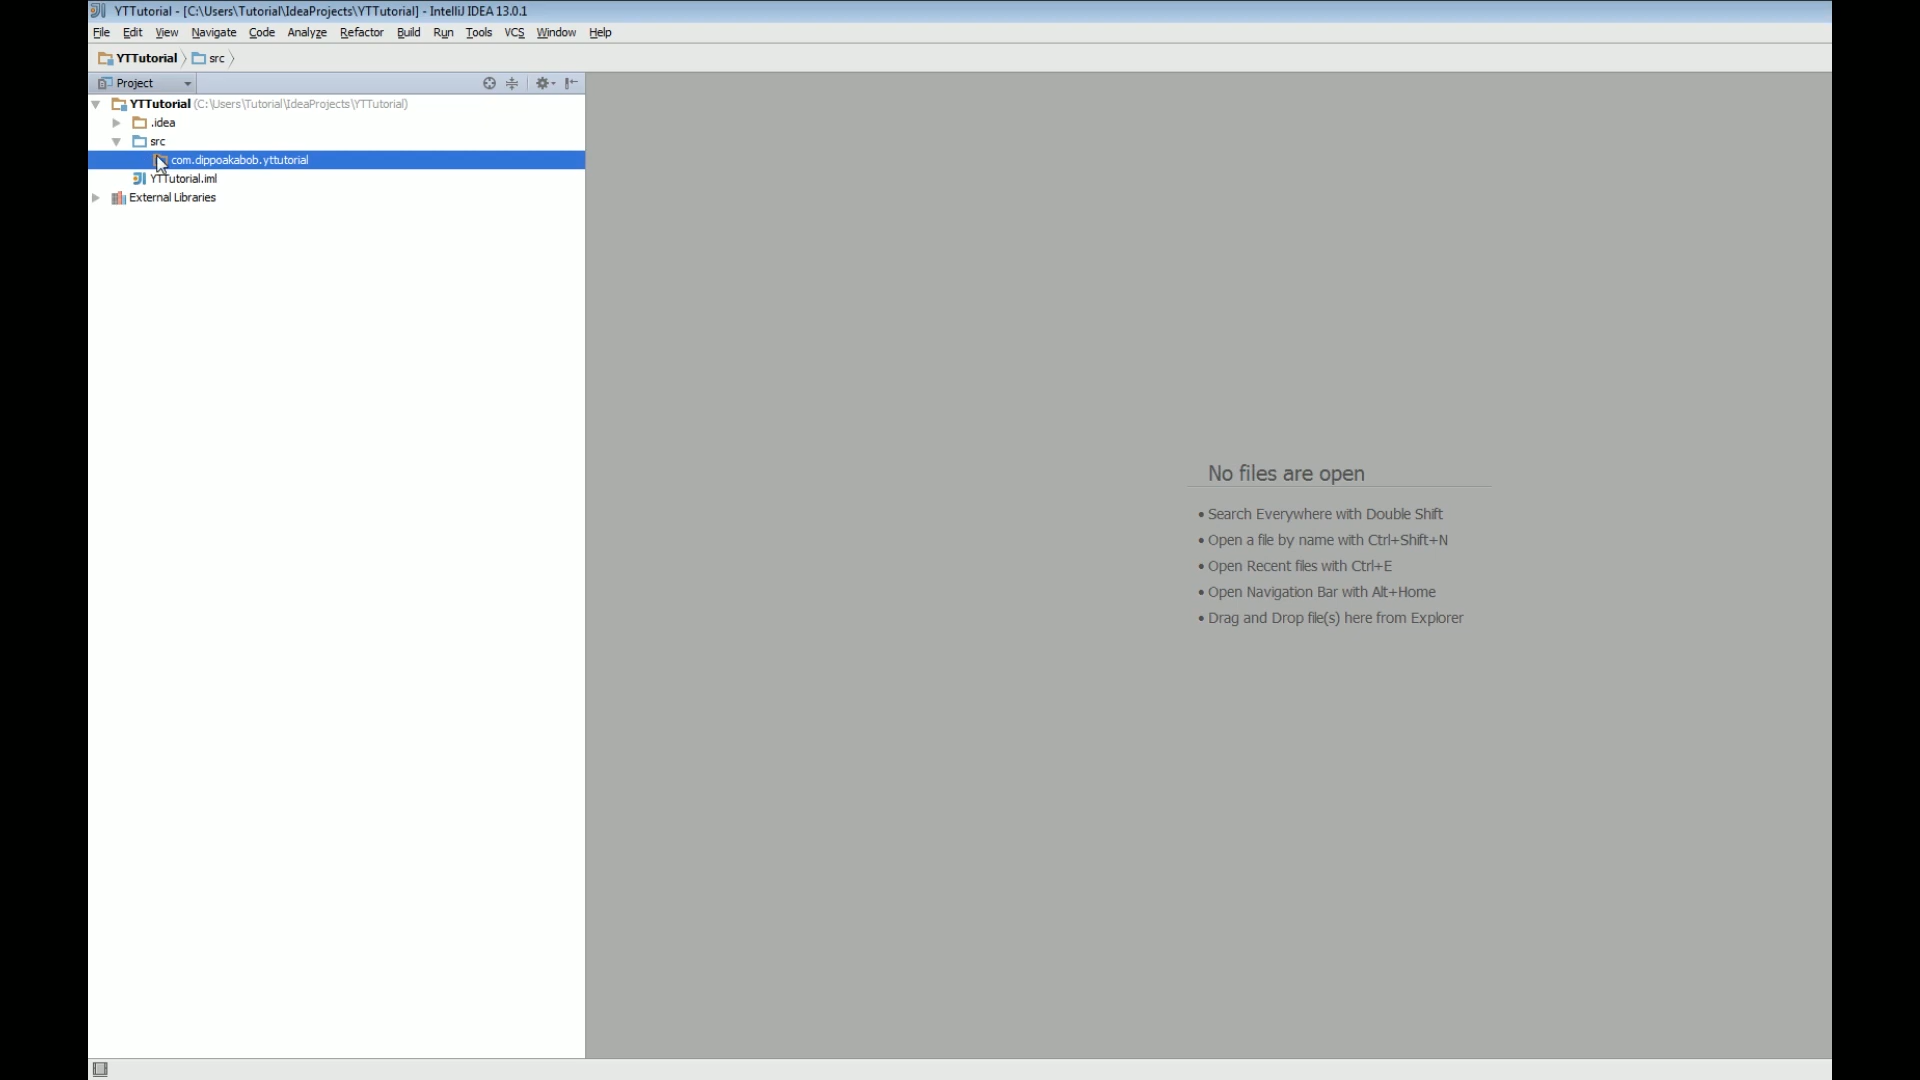 YTTutorial - [C:\Users\Tutorial\IdeaProjects\YTTutorial] - IntelliJ IDEA 13.0.1
File Edit View Navigate Code Analyze Refactor Build Run Tools VCS Window Help
YTTutorial src
Project
YTTutorial (C:\Users\Tutorial\IdeaProjects\YTTutorial)
.idea
src
com.dippoakabob.yttutorial
YTTutorial.iml
External Libraries
No files are open
• Search Everywhere with Double Shift
• Open a file by name with Ctrl+Shift+N
• Open Recent files with Ctrl+E
• Open Navigation Bar with Alt+Home
• Drag and Drop file(s) here from Explorer